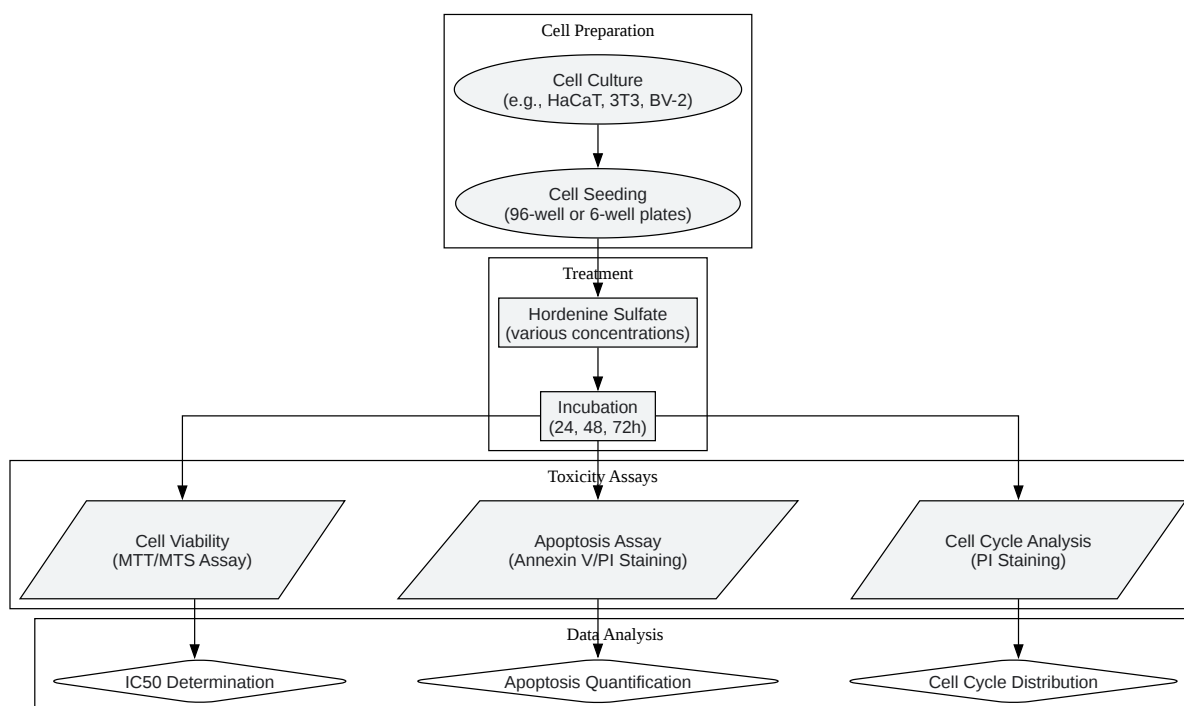 Cell Preparation
Cell Culture
(e.g., HaCaT, 3T3, BV-2)
Cell Seeding
(96-well or 6-well plates)
Treatment
Hordenine Sulfate
(various concentrations)
Incubation
(24, 48, 72h)
Toxicity Assays
Cell Viability
(MTT/MTS Assay)
Apoptosis Assay
(Annexin V/PI Staining)
Cell Cycle Analysis
(PI Staining)
Data Analysis
IC50 Determination
Apoptosis Quantification
Cell Cycle Distribution